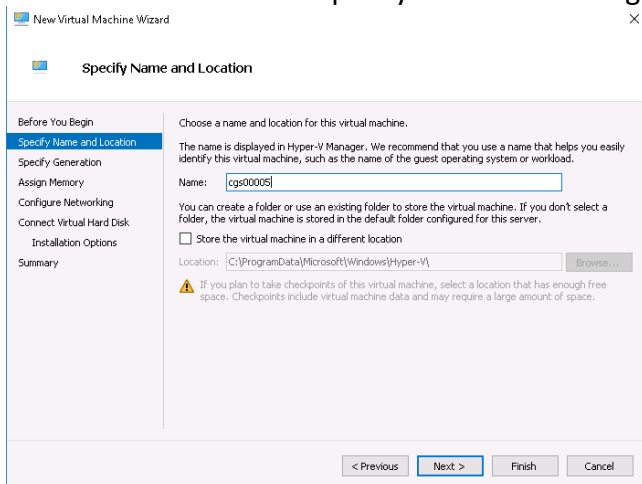 New Virtual Machine Wizard
Specify Name and Location
Before You Begin
Specify Name and Location
Specify Generation
Assign Memory
Configure Networking
Connect Virtual Hard Disk
Installation Options
Summary
Choose a name and location for this virtual machine.
The name is displayed in Hyper-V Manager. We recommend that you use a name that helps you easily
identify this virtual machine, such as the name of the guest operating system or workload.
Name: cgs00005
You can create a folder or use an existing folder to store the virtual machine. If you don't select a
folder, the virtual machine is stored in the default folder configured for this server.
Store the virtual machine in a different location
Location: C:\ProgramData\Microsoft\Windows\Hyper-V\ Browse...
If you plan to take checkpoints of this virtual machine, select a location that has enough free
space. Checkpoints include virtual machine data and may require a large amount of space.
< Previous Next > Finish Cancel